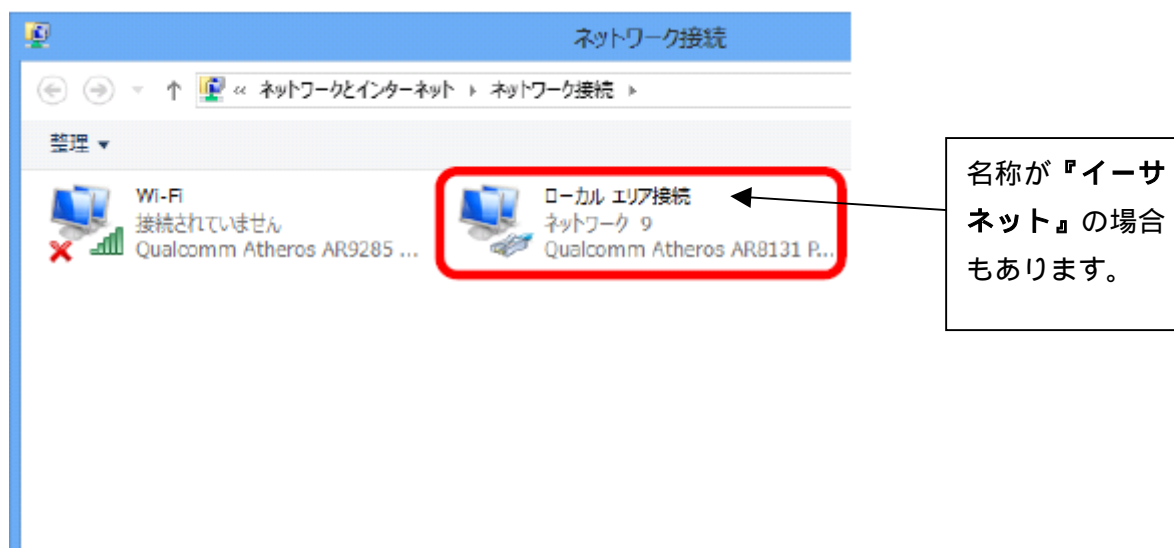 ネットワーク接続
« ネットワークとインターネット ▸ ネットワーク接続 ▸
整理 ▼
Wi-Fi
接続されていません
Qualcomm Atheros AR9285 ...
ローカル エリア接続
ネットワーク 9
Qualcomm Atheros AR8131 P...
名称が『イーサ
ネット』の場合
もあります。